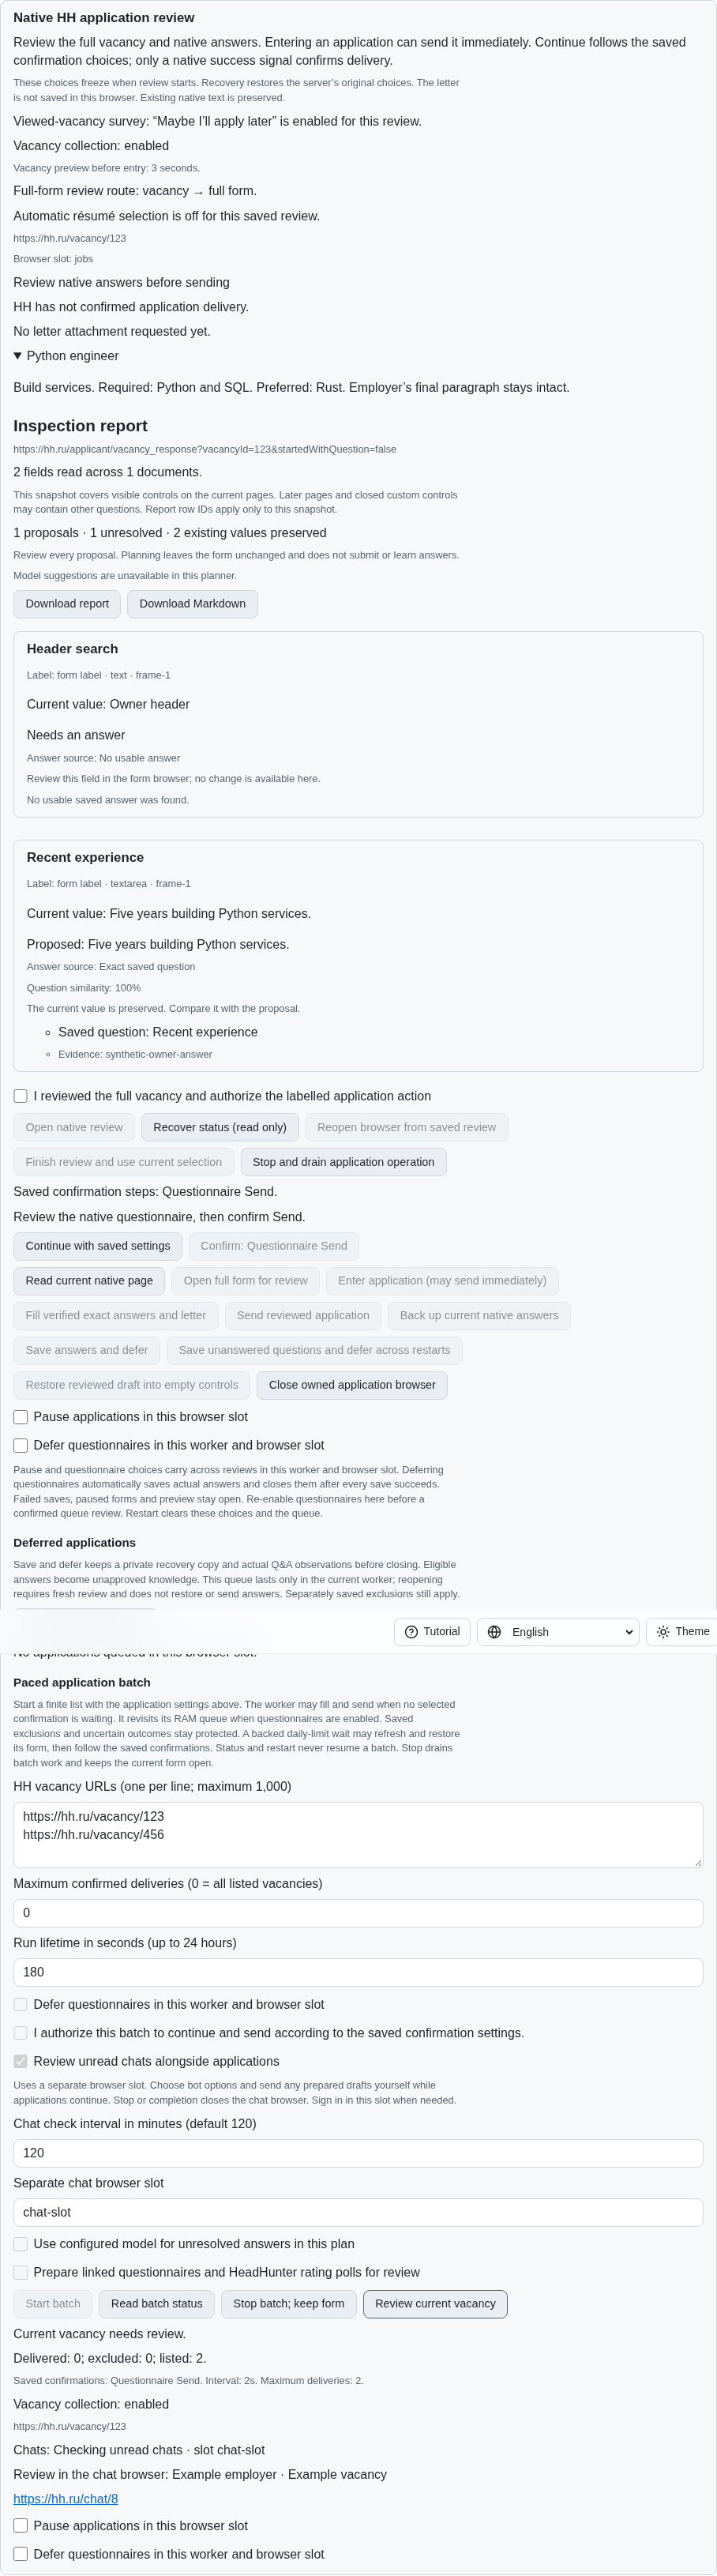 Native HH application review
Review the full vacancy and native answers. Entering an application can send it immediately. Continue follows the saved
confirmation choices; only a native success signal confirms delivery.
These choices freeze when review starts. Recovery restores the server’s original choices. The letter
is not saved in this browser. Existing native text is preserved.
Viewed-vacancy survey: “Maybe I’ll apply later” is enabled for this review.
Vacancy collection: enabled
Vacancy preview before entry: 3 seconds.
Full-form review route: vacancy → full form.
Automatic résumé selection is off for this saved review.
https://hh.ru/vacancy/123
Browser slot: jobs
Review native answers before sending
HH has not confirmed application delivery.
No letter attachment requested yet.
▼ Python engineer
Build services. Required: Python and SQL. Preferred: Rust. Employer’s final paragraph stays intact.
Inspection report
https://hh.ru/applicant/vacancy_response?vacancyId=123&startedWithQuestion=false
2 fields read across 1 documents.
This snapshot covers visible controls on the current pages. Later pages and closed custom controls
may contain other questions. Report row IDs apply only to this snapshot.
1 proposals · 1 unresolved · 2 existing values preserved
Review every proposal. Planning leaves the form unchanged and does not submit or learn answers.
Model suggestions are unavailable in this planner.
Download report Download Markdown
Header search
Label: form label · text · frame-1
Current value: Owner header
Needs an answer
Answer source: No usable answer
Review this field in the form browser; no change is available here.
No usable saved answer was found.
Recent experience
Label: form label · textarea · frame-1
Current value: Five years building Python services.
Proposed: Five years building Python services.
Answer source: Exact saved question
Question similarity: 100%
The current value is preserved. Compare it with the proposal.
Saved question: Recent experience
Evidence: synthetic-owner-answer
I reviewed the full vacancy and authorize the labelled application action
Open native review Recover status (read only) Reopen browser from saved review
Finish review and use current selection Stop and drain application operation
Saved confirmation steps: Questionnaire Send.
Review the native questionnaire, then confirm Send.
Continue with saved settings Confirm: Questionnaire Send
Read current native page Open full form for review Enter application (may send immediately)
Fill verified exact answers and letter Send reviewed application Back up current native answers
Save answers and defer Save unanswered questions and defer across restarts
Restore reviewed draft into empty controls Close owned application browser
Pause applications in this browser slot
Defer questionnaires in this worker and browser slot
Pause and questionnaire choices carry across reviews in this worker and browser slot. Deferring
questionnaires automatically saves actual answers and closes them after every save succeeds.
Failed saves, paused forms and preview stay open. Re-enable questionnaires here before a
confirmed queue review. Restart clears these choices and the queue.
Deferred applications
Save and defer keeps a private recovery copy and actual Q&A observations before closing. Eligible
answers become unapproved knowledge. This queue lasts only in the current worker; reopening
requires fresh review and does not restore or send answers. Separately saved exclusions still apply.
Tutorial English Theme
No applications queued in this browser slot.
Paced application batch
Start a finite list with the application settings above. The worker may fill and send when no selected
confirmation is waiting. It revisits its RAM queue when questionnaires are enabled. Saved
exclusions and uncertain outcomes stay protected. A backed daily-limit wait may refresh and restore
its form, then follow the saved confirmations. Status and restart never resume a batch. Stop drains
batch work and keeps the current form open.
HH vacancy URLs (one per line; maximum 1,000)
https://hh.ru/vacancy/123
https://hh.ru/vacancy/456
Maximum confirmed deliveries (0 = all listed vacancies)
0
Run lifetime in seconds (up to 24 hours)
180
Defer questionnaires in this worker and browser slot
I authorize this batch to continue and send according to the saved confirmation settings.
Review unread chats alongside applications
Uses a separate browser slot. Choose bot options and send any prepared drafts yourself while
applications continue. Stop or completion closes the chat browser. Sign in in this slot when needed.
Chat check interval in minutes (default 120)
120
Separate chat browser slot
chat-slot
Use configured model for unresolved answers in this plan
Prepare linked questionnaires and HeadHunter rating polls for review
Start batch Read batch status Stop batch; keep form Review current vacancy
Current vacancy needs review.
Delivered: 0; excluded: 0; listed: 2.
Saved confirmations: Questionnaire Send. Interval: 2s. Maximum deliveries: 2.
Vacancy collection: enabled
https://hh.ru/vacancy/123
Chats: Checking unread chats · slot chat-slot
Review in the chat browser: Example employer · Example vacancy
https://hh.ru/chat/8
Pause applications in this browser slot
Defer questionnaires in this worker and browser slot